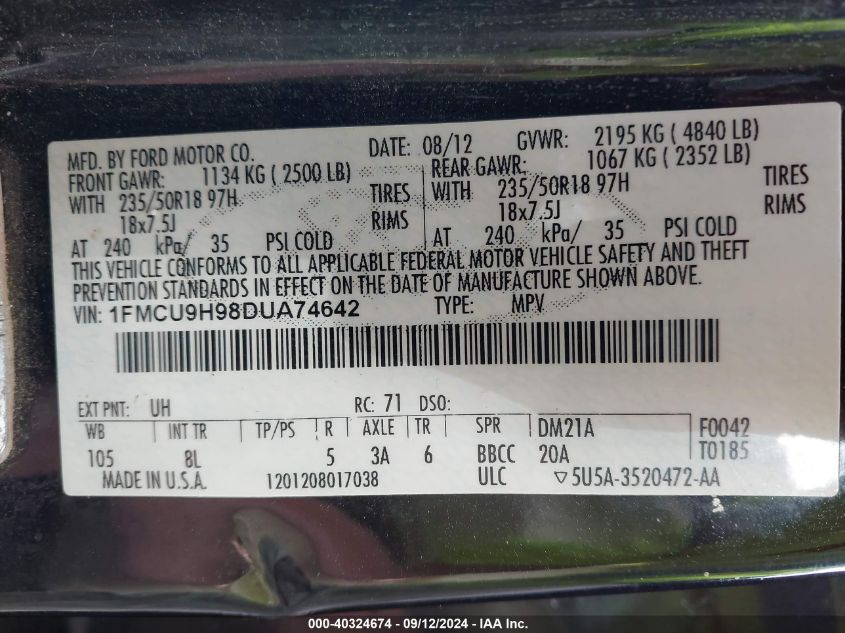 MFD. BY FORD MOTOR CO. DATE: 08/12 GVWR: 2195 KG ( 4840 LB)
FRONT GAWR: 1134 KG ( 2500 LB) REAR GAWR: 1067 KG ( 2352 LB)
WITH 235/50R18 97H TIRES WITH 235/50R18 97H TIRES
18x7.5J RIMS 18x7.5J RIMS
AT 240 kPa/ 35 PSI COLD AT 240 kPa/ 35 PSI COLD
THIS VEHICLE CONFORMS TO ALL APPLICABLE FEDERAL MOTOR VEHICLE SAFETY AND THEFT
PREVENTION STANDARDS IN EFFECT ON THE DATE OF MANUFACTURE SHOWN ABOVE.
VIN: 1FMCU9H98DUA74642 TYPE: MPV
EXT PNT: UH RC: 71 DSO:
WB INT TR TP/PS R AXLE TR SPR DM21A F0042
105 8L 5 3A 6 BBCC 20A T0185
MADE IN U.S.A. 1201208017038 ULC ▽5U5A-3520472-AA
000-40324674 - 09/12/2024 - IAA Inc.